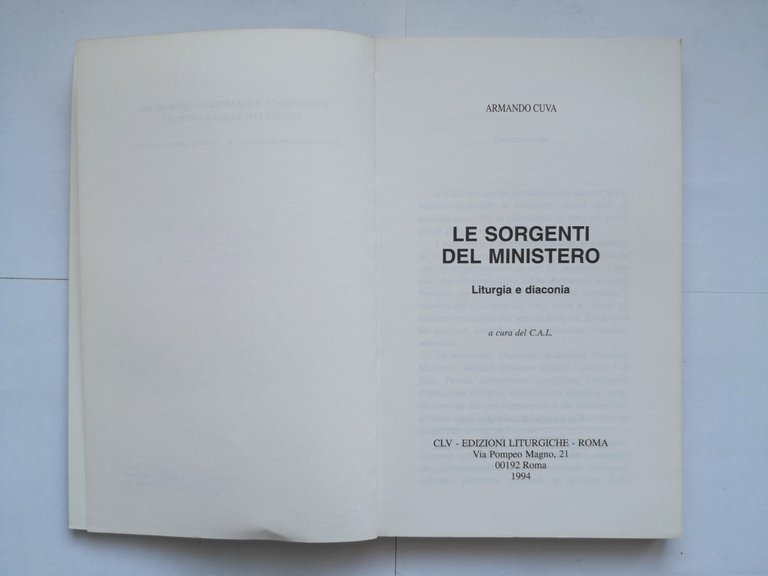 ARMANDO CUVA
LE SORGENTI
DEL MINISTERO
Liturgia e diaconia
a cura del C.A.L.
CLV - EDIZIONI LITURGICHE - ROMA
Via Pompeo Magno, 21
00192 Roma
1994